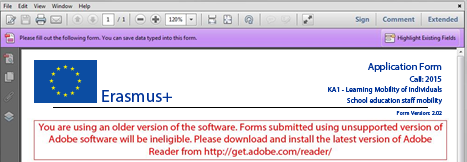 File Edit View Window Help
1 / 1 120% Sign Comment Extended
Please fill out the following form. You can save data typed into this form. Highlight Existing Fields
Application Form
Call: 2015
KA1 - Learning Mobility of Individuals
School education staff mobility
Erasmus+
Form Version: 2.02
You are using an older version of the software. Forms submitted using unsupported version of
Adobe software will be ineligible. Please download and install the latest version of Adobe
Reader from http://get.adobe.com/reader/